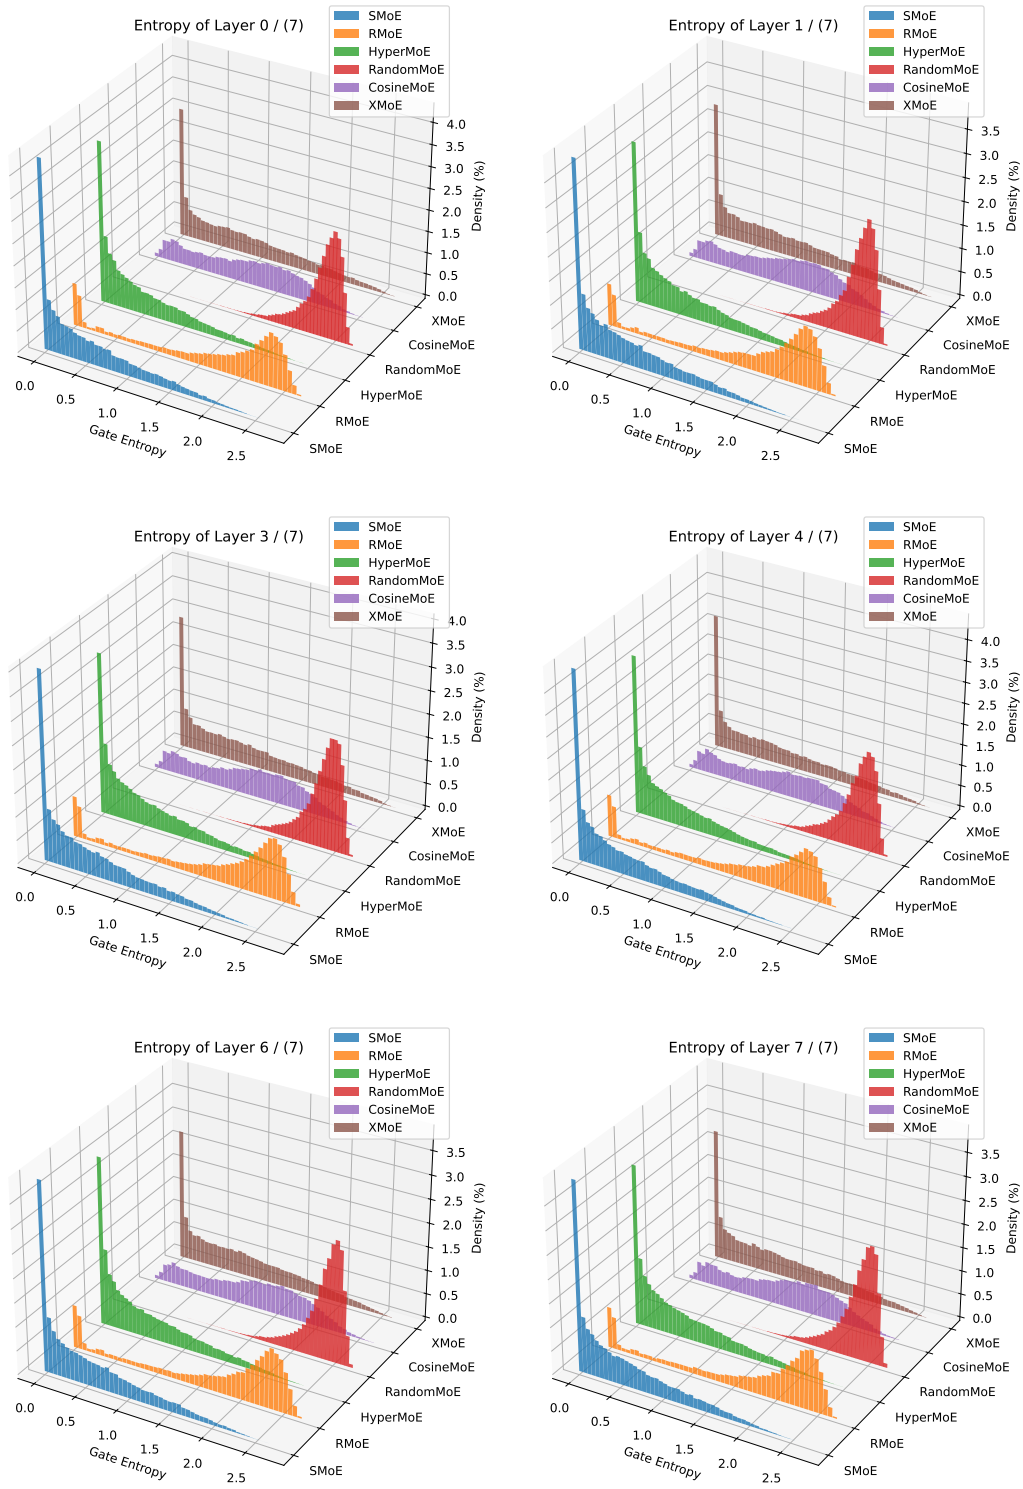 Entropy of Layer 0 / (7)
SMoE
RMoE
HyperMoE
RandomMoE
CosineMoE
XMoE
4.0
3.5
3.0
2.5
2.0
1.5
1.0
0.5
0.0
Density (%)
XMoE
CosineMoE
RandomMoE
HyperMoE
RMoE
SMoE
0.0
0.5
1.0
1.5
2.0
2.5
Gate Entropy
Entropy of Layer 1 / (7)
SMoE
RMoE
HyperMoE
RandomMoE
CosineMoE
XMoE
3.5
3.0
2.5
2.0
1.5
1.0
0.5
0.0
Density (%)
XMoE
CosineMoE
RandomMoE
HyperMoE
RMoE
SMoE
0.0
0.5
1.0
1.5
2.0
2.5
Gate Entropy
Entropy of Layer 3 / (7)
SMoE
RMoE
HyperMoE
RandomMoE
CosineMoE
XMoE
4.0
3.5
3.0
2.5
2.0
1.5
1.0
0.5
0.0
Density (%)
XMoE
CosineMoE
RandomMoE
HyperMoE
RMoE
SMoE
0.0
0.5
1.0
1.5
2.0
2.5
Gate Entropy
Entropy of Layer 4 / (7)
SMoE
RMoE
HyperMoE
RandomMoE
CosineMoE
XMoE
4.0
3.5
3.0
2.5
2.0
1.5
1.0
0.5
0.0
Density (%)
XMoE
CosineMoE
RandomMoE
HyperMoE
RMoE
SMoE
0.0
0.5
1.0
1.5
2.0
2.5
Gate Entropy
Entropy of Layer 6 / (7)
SMoE
RMoE
HyperMoE
RandomMoE
CosineMoE
XMoE
3.5
3.0
2.5
2.0
1.5
1.0
0.5
0.0
Density (%)
XMoE
CosineMoE
RandomMoE
HyperMoE
RMoE
SMoE
0.0
0.5
1.0
1.5
2.0
2.5
Gate Entropy
Entropy of Layer 7 / (7)
SMoE
RMoE
HyperMoE
RandomMoE
CosineMoE
XMoE
3.5
3.0
2.5
2.0
1.5
1.0
0.5
0.0
Density (%)
XMoE
CosineMoE
RandomMoE
HyperMoE
RMoE
SMoE
0.0
0.5
1.0
1.5
2.0
2.5
Gate Entropy